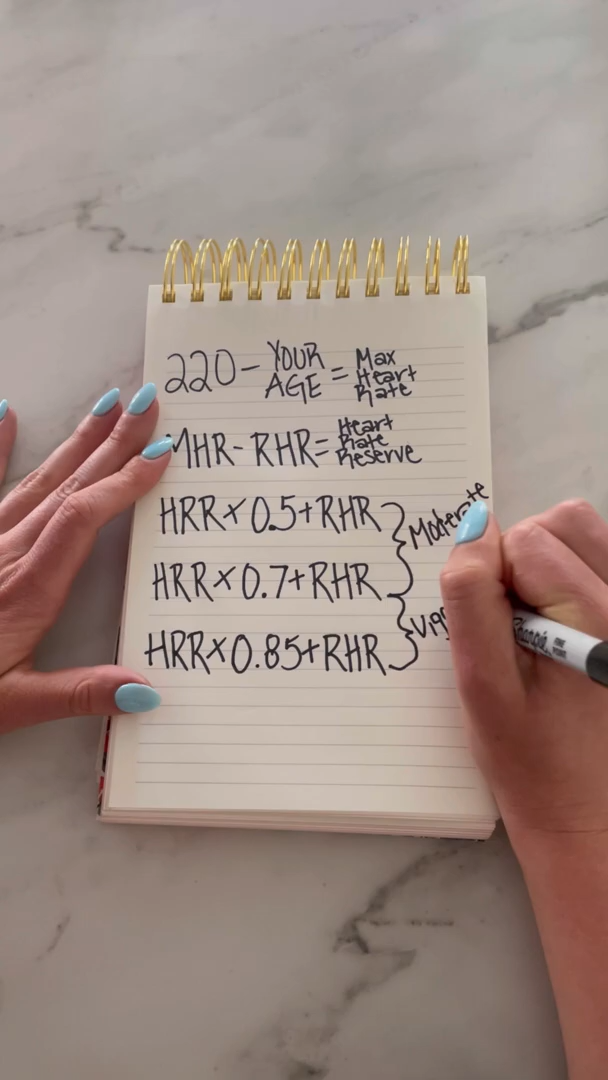 220 - YOUR AGE = Max Heart Rate
MHR - RHR = Heart Rate Reserve
HRR x 0.5 + RHR
Moderate
HRR x 0.7 + RHR
HRR x 0.85 + RHR